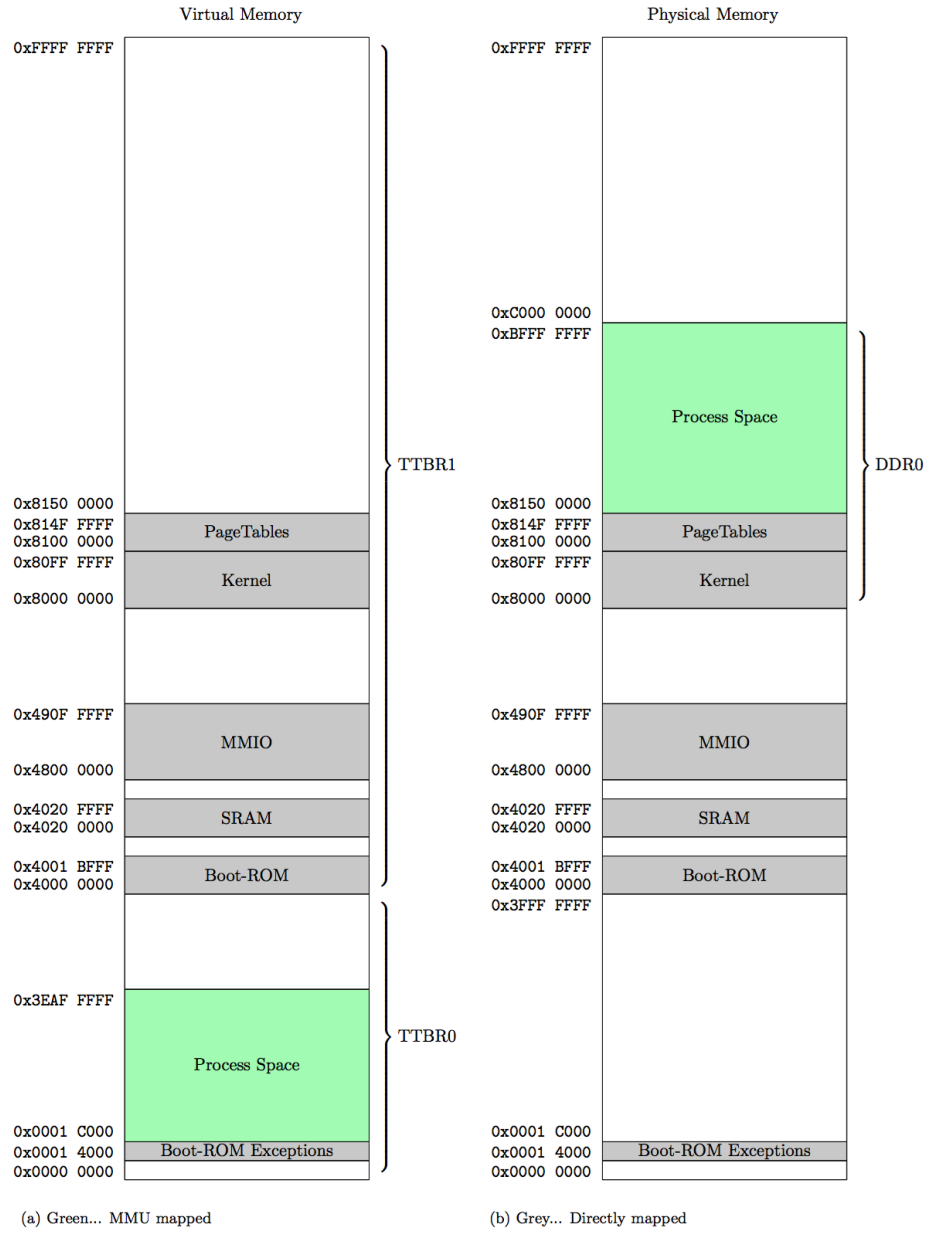 Virtual Memory
0xFFFF FFFF
TTBR1
0x8150 0000
0x814F FFFF
PageTables
0x8100 0000
0x80FF FFFF
Kernel
0x8000 0000
0x490F FFFF
MMIO
0x4800 0000
0x4020 FFFF
SRAM
0x4020 0000
0x4001 BFFF
Boot-ROM
0x4000 0000
0x3EAF FFFF
TTBR0
Process Space
0x0001 C000
Boot-ROM Exceptions
0x0001 4000
0x0000 0000
(a) Green... MMU mapped
Physical Memory
0xFFFF FFFF
0xC000 0000
0xBFFF FFFF
Process Space
DDR0
0x8150 0000
0x814F FFFF
PageTables
0x8100 0000
0x80FF FFFF
Kernel
0x8000 0000
0x490F FFFF
MMIO
0x4800 0000
0x4020 FFFF
SRAM
0x4020 0000
0x4001 BFFF
Boot-ROM
0x4000 0000
0x3FFF FFFF
0x0001 C000
Boot-ROM Exceptions
0x0001 4000
0x0000 0000
(b) Grey... Directly mapped